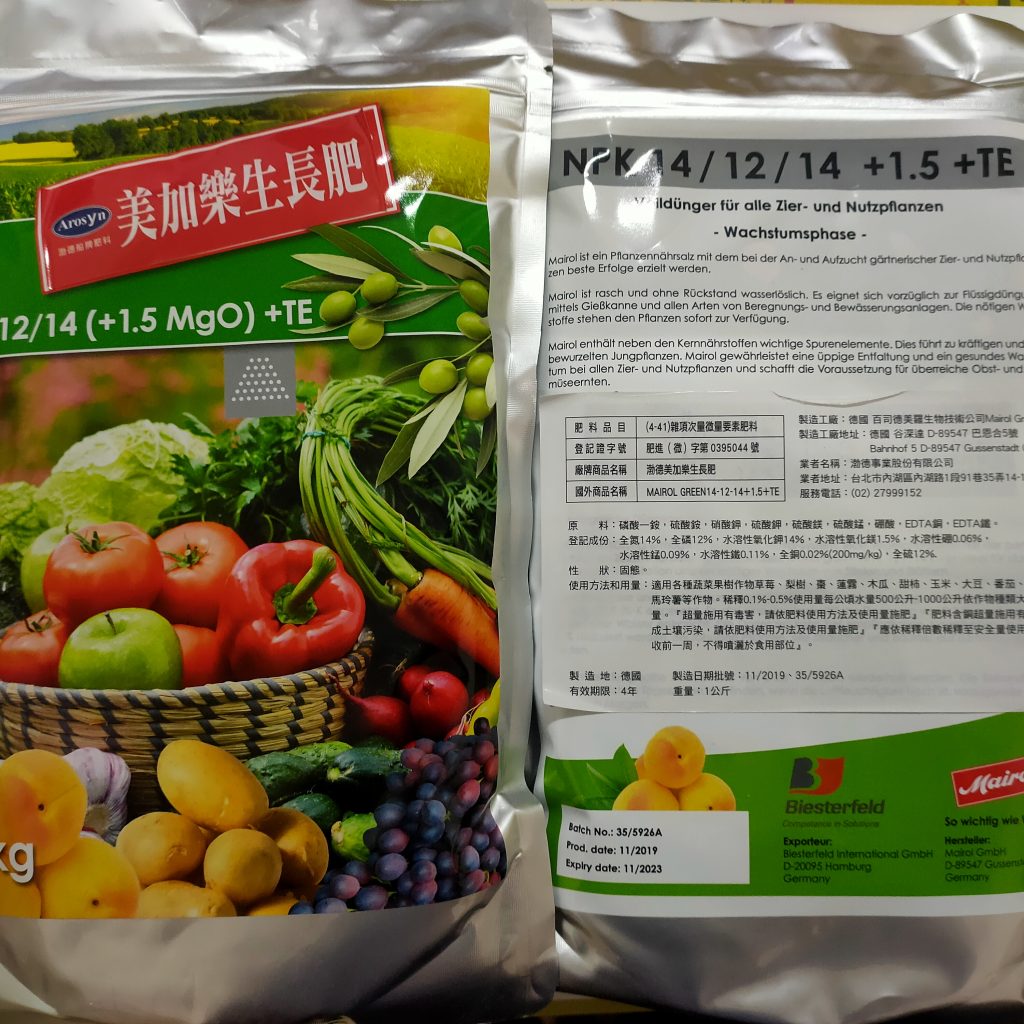 Arosyn
渤德船牌肥料
美加樂生長肥
12/14 (+1.5 MgO) +TE
kg
NPK 14 / 12 / 14 +1.5 +TE
für alle Zier- und Nutzpflanzen
- Wachstumsphase -
Mairol ist ein Pflanzennährsalz mit dem bei der An- und Aufzucht gärtnerischer Zier- und Nutzpfla
zen beste Erfolge erzielt werden.
Mairol ist rasch und ohne Rückstand wasserlöslich. Es eignet sich vorzüglich zur Flüssigdüngu
mittels Gießkanne und allen Arten von Beregnungs- und Bewässerungsanlagen. Die nötigen W
stoffe stehen den Pflanzen sofort zur Verfügung.
Mairol enthält neben den Kernnährstoffen wichtige Spurenelemente. Dies führt zu kräftigen und
bewurzelten Jungpflanzen. Mairol gewährleistet eine üppige Entfaltung und ein gesundes Wa
tum bei allen Zier- und Nutzpflanzen und schafft die Voraussetzung für überreiche Obst- und
müseernten.
肥料品目 (4-41)雜項次量微量要素肥料
登記證字號 肥進(微)字第0395044號
廠牌商品名稱 渤德美加樂生長肥
國外商品名稱 MAIROL GREEN14-12-14+1.5+TE
製造工廠：德國 百司德美羅生物技術公司Mairol G
製造工廠地址：德國 谷深達 D-89547 巴恩合5號
Bahnhof 5 D-89547 Gussenstadt
業者名稱：渤德事業股份有限公司
業者地址：台北市內湖區內湖路1段91巷35弄14-1
服務電話：(02) 27999152
原 料：磷酸一銨，硫酸銨，硝酸鉀，硫酸鉀，硫酸鎂，硫酸錳，硼酸，EDTA銅，EDTA鐵。
登記成份：全氮14%，全磷12%，水溶性氧化鉀14%，水溶性氧化鎂1.5%，水溶性硼0.06%，
水溶性錳0.09%，水溶性鐵0.11%，全銅0.02%(200mg/kg)，全硫12%.
性 狀：固態。
使用方法和用量：適用各種蔬菜果樹作物草莓、梨樹、棗、蓮霧、木瓜、甜柿、玉米、大豆、番茄、
馬玲薯等作物。稀釋0.1%-0.5%使用量每公頃水量500公升-1000公升依作物種類大
量。『超量施用有毒害，請依肥料使用方法及使用量施肥』『肥料含銅超量施用有
成土壤污染，請依肥料使用方法及使用量施肥』『應依稀釋倍數稀釋至安全量使用
收前一周，不得噴灑於食用部位』。
製 造 地：德國 製造日期批號：11/2019、35/5926A
有效期限：4年 重量：1公斤
Batch No.: 35/5926A
Prod. date: 11/2019
Expiry date: 11/2023
Biesterfeld
Competence in Solutions
Exporteur:
Biesterfeld International GmbH
D-20095 Hamburg
Germany
Mairo
So wichtig wie
Hersteller:
Mairol GmbH
D-89547 Gussensta
Germany